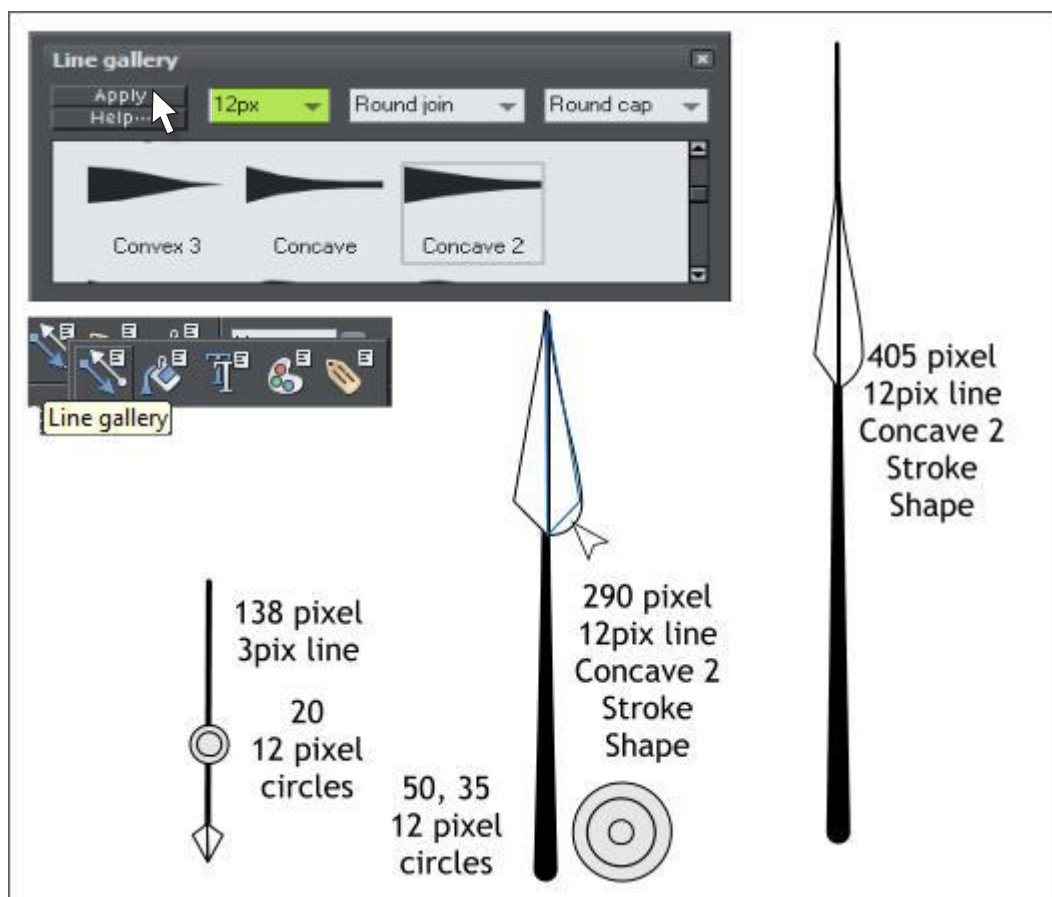 Line gallery
Apply
Help...
12px
Round join
Round cap
Convex 3
Concave
Concave 2
Line gallery
405 pixel
12pix line
Concave 2
Stroke
Shape
138 pixel
3pix line
20
12 pixel
circles
290 pixel
12pix line
Concave 2
Stroke
Shape
50, 35
12 pixel
circles